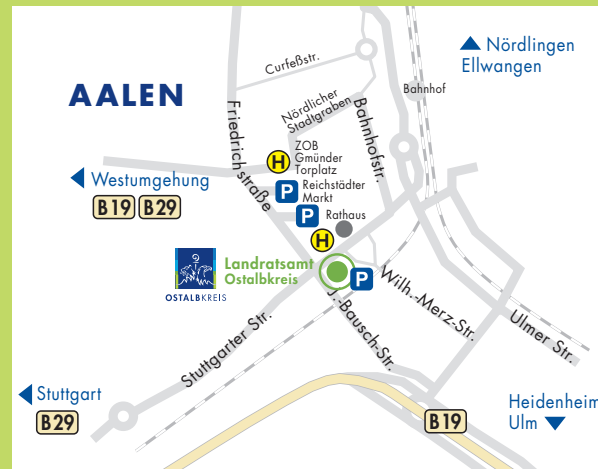 AALEN
Nördlingen
Ellwangen
Curfeßstr.
Bahnhof
Nördlicher
Stadtgraben
Friedrichstraße
Bahnhofstr.
H
ZOB
Gmünder
Torplatz
Westumgehung
B19 B29
P
Reichstädter
Markt
P
Rathaus
H
Landratsamt
Ostalbkreis
OSTALBKREIS
P
Wilh.-Merz-Str.
J.-Bausch-Str.
Ulmer Str.
Stuttgarter Str.
Stuttgart
B29
B19
Heidenheim
Ulm